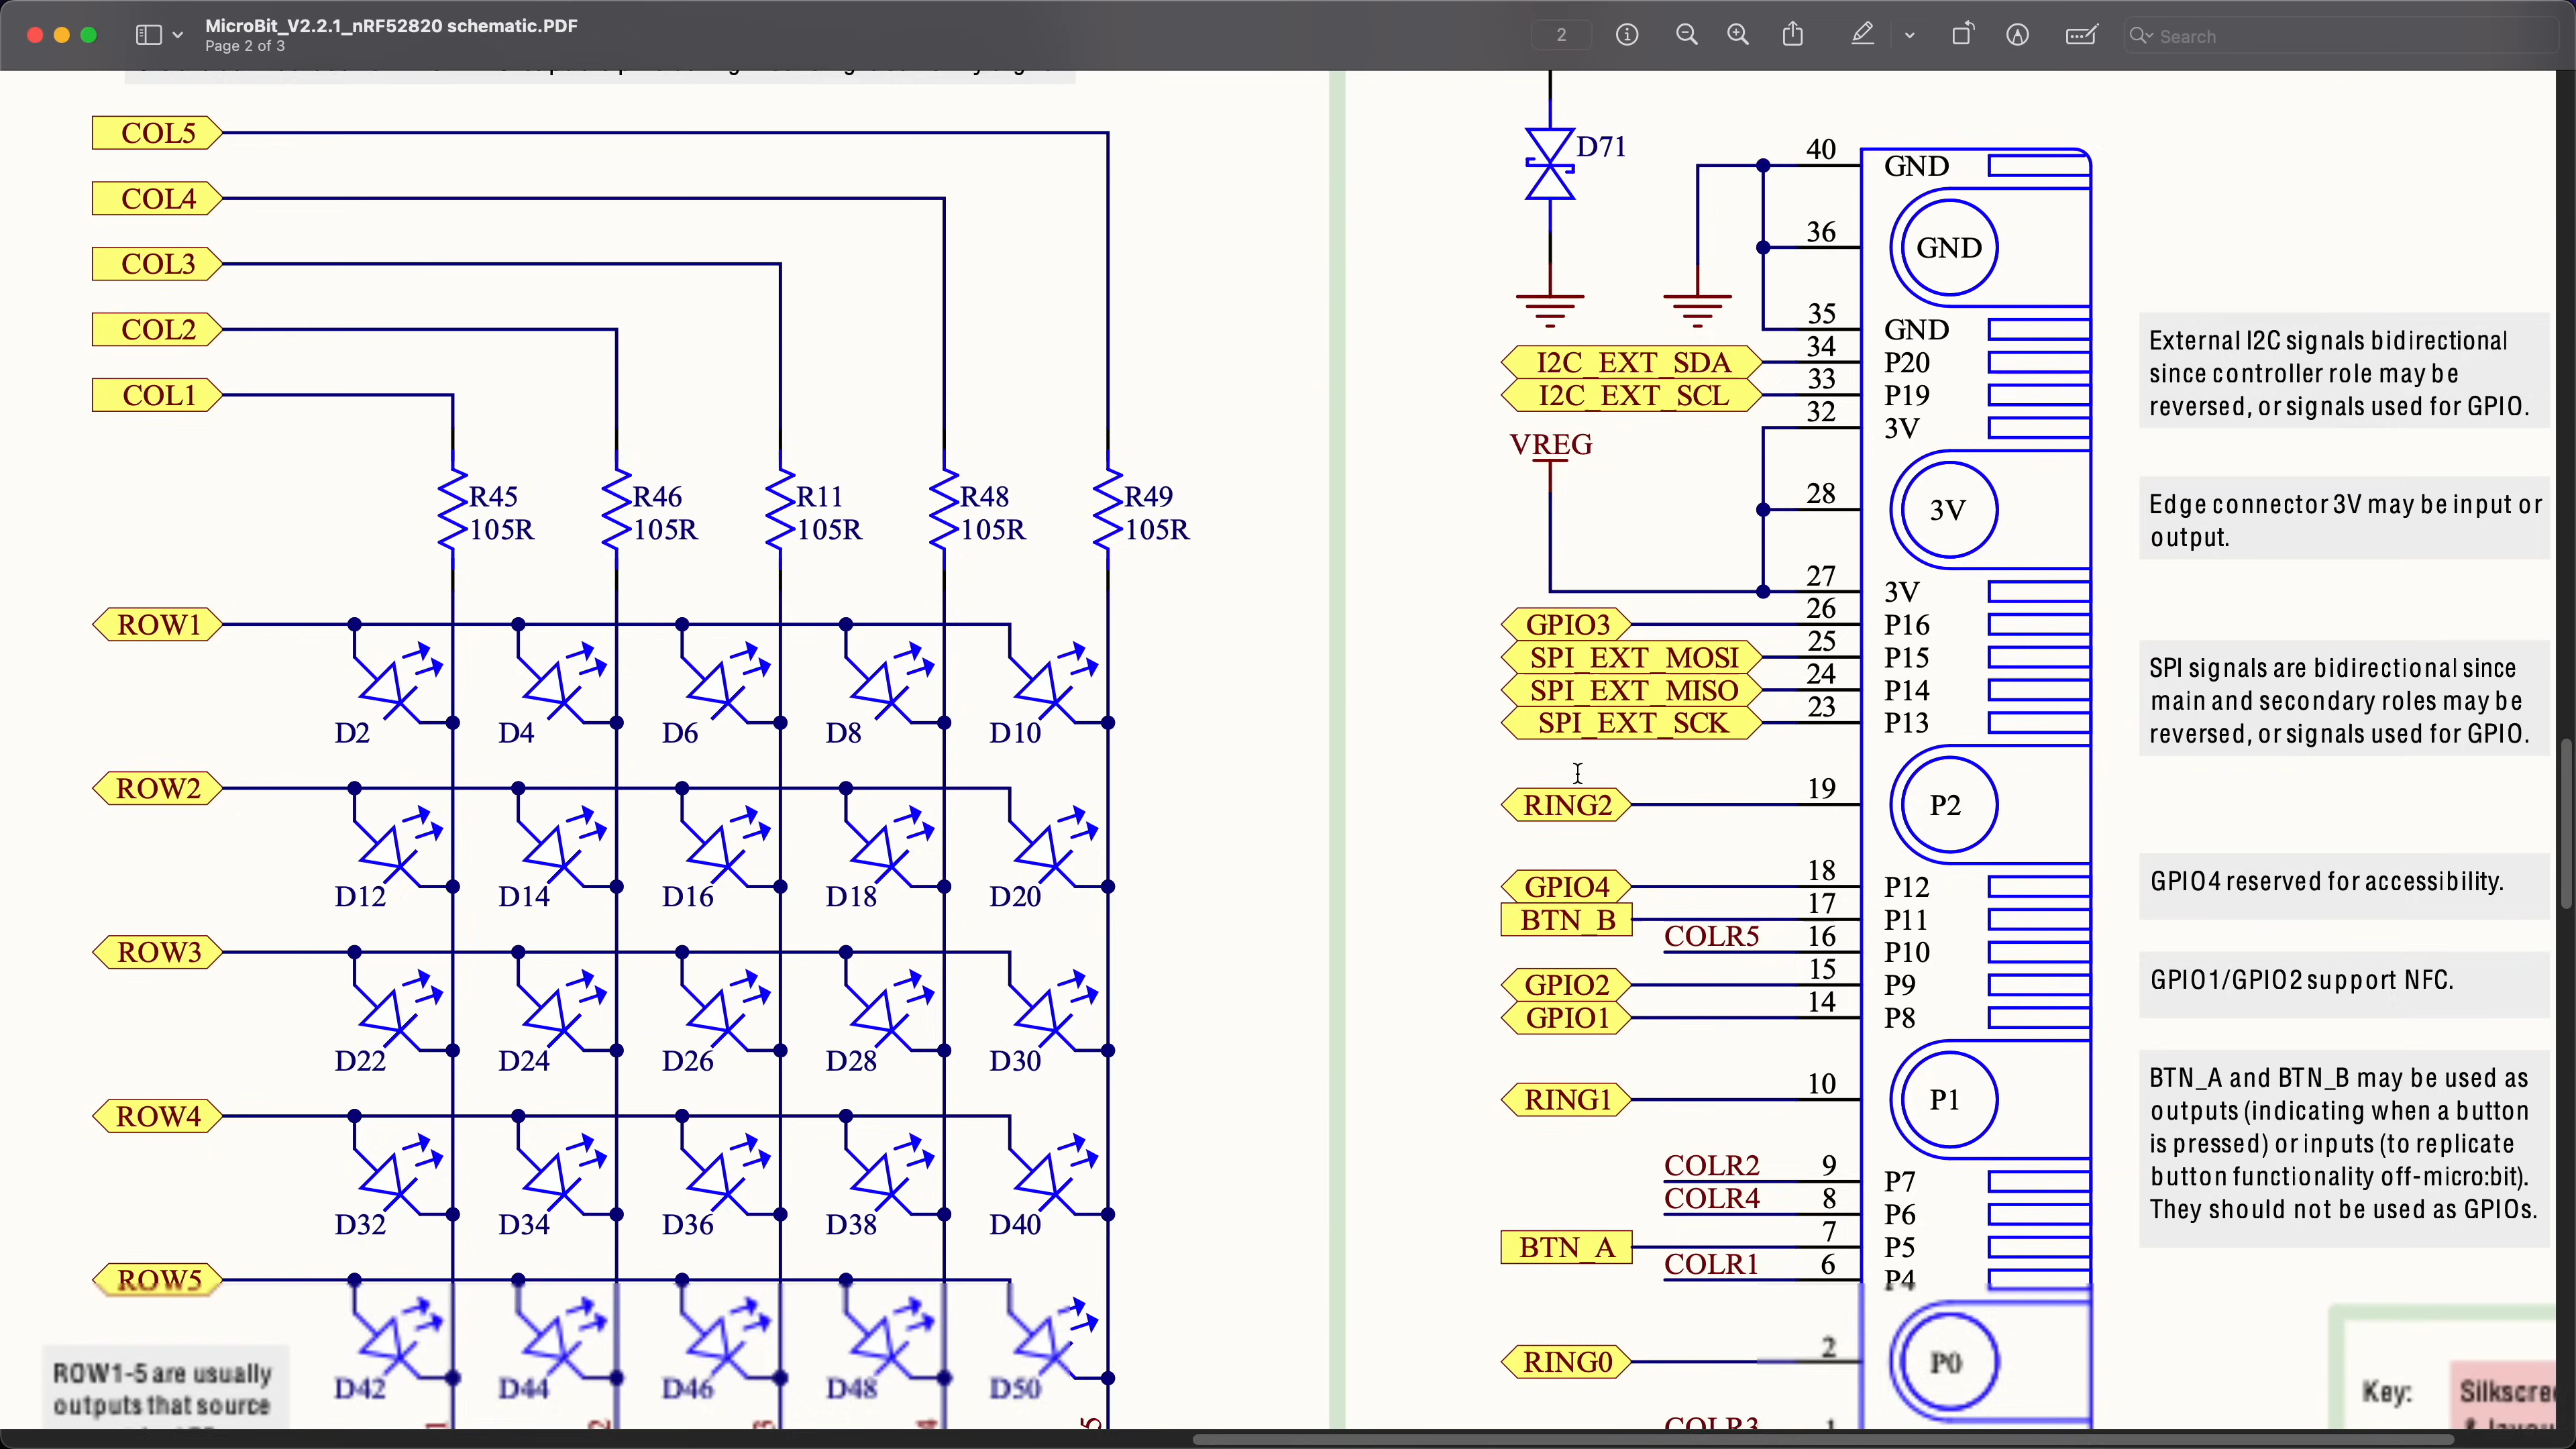 MicroBit_V2.2.1_nRF52820 schematic.PDF
Page 2 of 3
2
Search
COL5
COL4
COL3
COL2
COL1
R45
105R
R46
105R
R11
105R
R48
105R
R49
105R
ROW1
D2
D4
D6
D8
D10
ROW2
D12
D14
D16
D18
D20
ROW3
D22
D24
D26
D28
D30
ROW4
D32
D34
D36
D38
D40
ROW5
D42
D44
D46
D48
D50
ROW1-5 are usually
outputs that source
1
2
3
4
5
D71
40
GND
36
GND
35
GND
I2C_EXT_SDA
34
P20
I2C_EXT_SCL
33
P19
32
3V
VREG
28
3V
27
3V
GPIO3
26
P16
SPI_EXT_MOSI
25
P15
SPI_EXT_MISO
24
P14
SPI_EXT_SCK
23
P13
RING2
19
P2
GPIO4
18
P12
BTN_B
17
P11
COLR5
16
P10
GPIO2
15
P9
GPIO1
14
P8
RING1
10
P1
COLR2
9
P7
COLR4
8
P6
BTN_A
7
P5
COLR1
6
P4
RING0
2
P0
COLR3
1
External I2C signals bidirectional
since controller role may be
reversed, or signals used for GPIO.
Edge connector 3V may be input or
output.
SPI signals are bidirectional since
main and secondary roles may be
reversed, or signals used for GPIO.
GPIO4 reserved for accessibility.
GPIO1/GPIO2 support NFC.
BTN_A and BTN_B may be used as
outputs (indicating when a button
is pressed) or inputs (to replicate
button functionality off-micro:bit).
They should not be used as GPIOs.
Key: